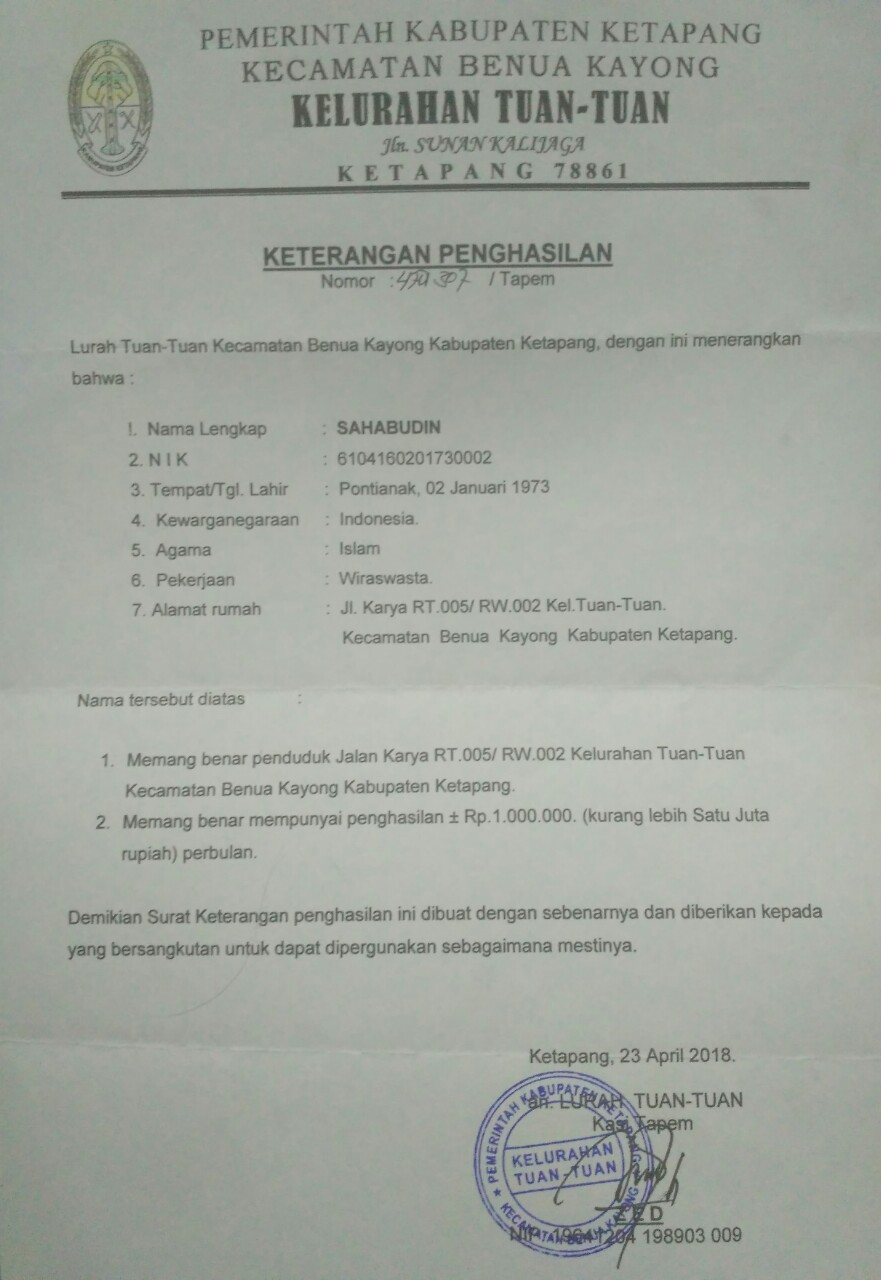 PEMERINTAH KABUPATEN KETAPANG
KECAMATAN BENUA KAYONG
KELURAHAN TUAN-TUAN
Jln. SUNAN KALIJAGA
KETAPANG 78861
KETERANGAN PENGHASILAN
Nomor : / Tapem
Lurah Tuan-Tuan Kecamatan Benua Kayong Kabupaten Ketapang, dengan ini menerangkan
bahwa :
!. Nama Lengkap : SAHABUDIN
2. N I K : 6104160201730002
3. Tempat/Tgl. Lahir : Pontianak, 02 Januari 1973
4. Kewarganegaraan : Indonesia.
5. Agama : Islam
6. Pekerjaan : Wiraswasta.
7. Alamat rumah : Jl. Karya RT.005/ RW.002 Kel.Tuan-Tuan.
Kecamatan Benua Kayong Kabupaten Ketapang.
Nama tersebut diatas :
1. Memang benar penduduk Jalan Karya RT.005/ RW.002 Kelurahan Tuan-Tuan
Kecamatan Benua Kayong Kabupaten Ketapang.
2. Memang benar mempunyai penghasilan ± Rp.1.000.000. (kurang lebih Satu Juta
rupiah) perbulan.
Demikian Surat Keterangan penghasilan ini dibuat dengan sebenarnya dan diberikan kepada
yang bersangkutan untuk dapat dipergunakan sebagaimana mestinya.
Ketapang, 23 April 2018.
an. LURAH TUAN-TUAN
Kasi Tapem
PEMERINTAH KABUPATEN KETAPANG
KELURAHAN
TUAN-TUAN
KECAMATAN BENUA KAYONG
NIP. 19641204 198903 009